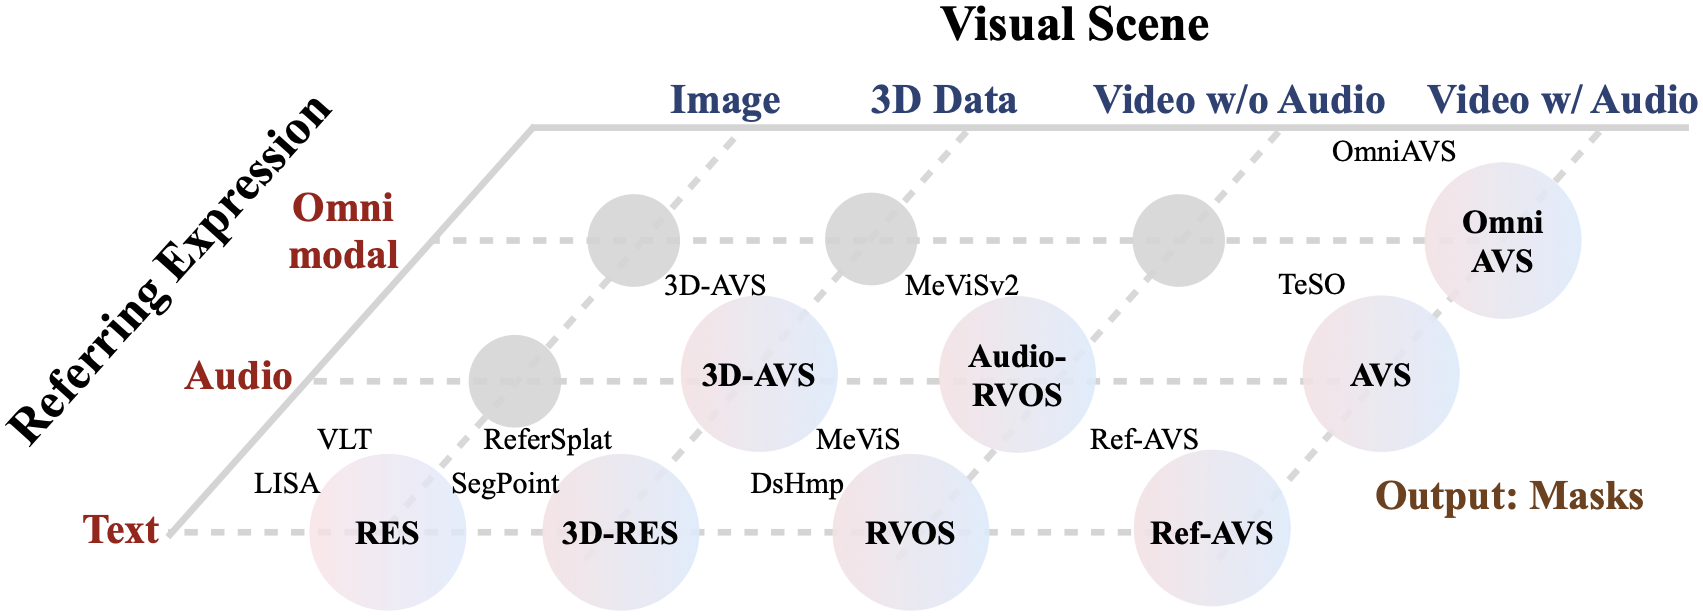 Visual Scene
Image
3D Data
Video w/o Audio
Video w/ Audio
Referring Expression
Omni
modal
OmniAVS
Omni
AVS
Audio
3D-AVS
3D-AVS
MeViSv2
Audio-
RVOS
TeSO
AVS
Text
VLT
LISA
RES
ReferSplat
SegPoint
3D-RES
MeViS
DsHmp
RVOS
Ref-AVS
Ref-AVS
Output: Masks